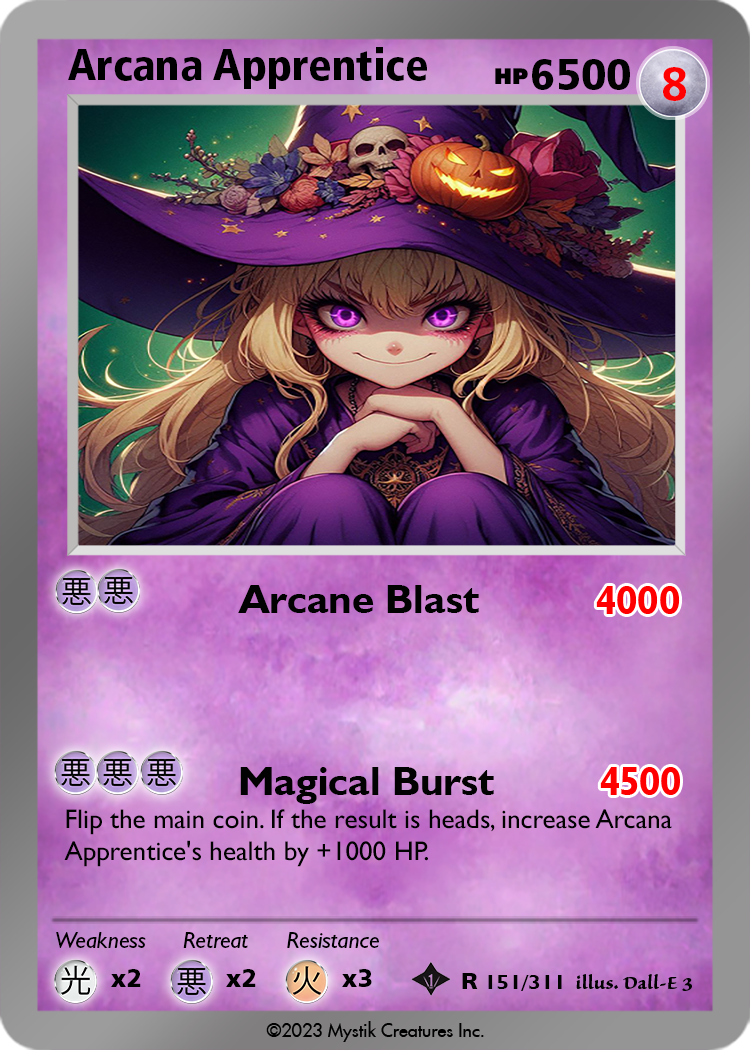 Arcana Apprentice HP6500 8
悪悪 Arcane Blast 4000
悪悪悪 Magical Burst 4500
Flip the main coin. If the result is heads, increase Arcana
Apprentice's health by +1000 HP.
Weakness Retreat Resistance
光 x2 悪 x2 火 x3 1 R 151/311 illus. Dall-E 3
©2023 Mystik Creatures Inc.